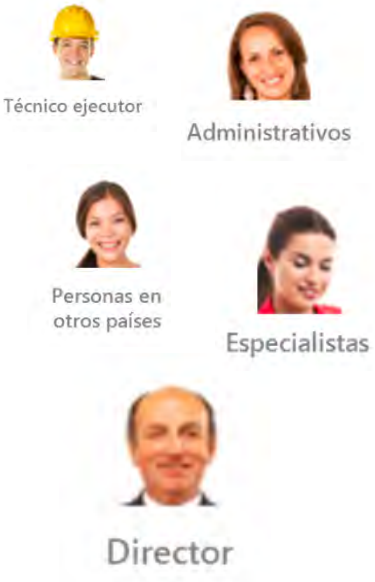 Técnico ejecutor
Administrativos
Personas en
otros países
Especialistas
Director